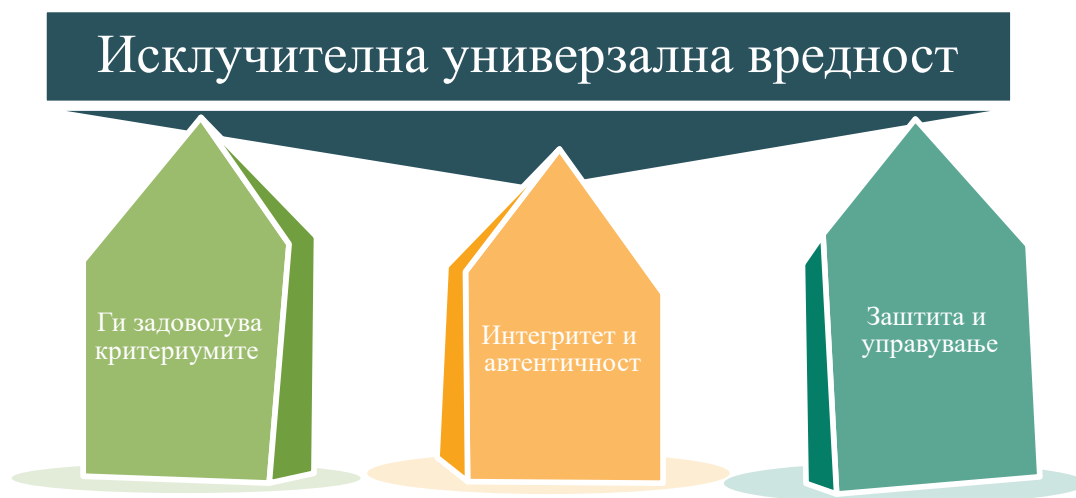 Исклучителна универзална вредност
Ги задоволува
критериумите
Интегритет и
автентичност
Заштита и
управување